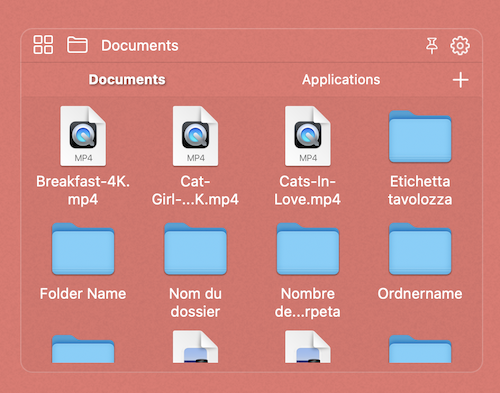 Documents
Documents
Applications
MP4
MP4
MP4
Breakfast-4K.
mp4
Cat-
Girl-...K.mp4
Cats-In-
Love.mp4
Etichetta
tavolozza
Folder Name
Nom du
dossier
Nombre
de...rpeta
Ordnername